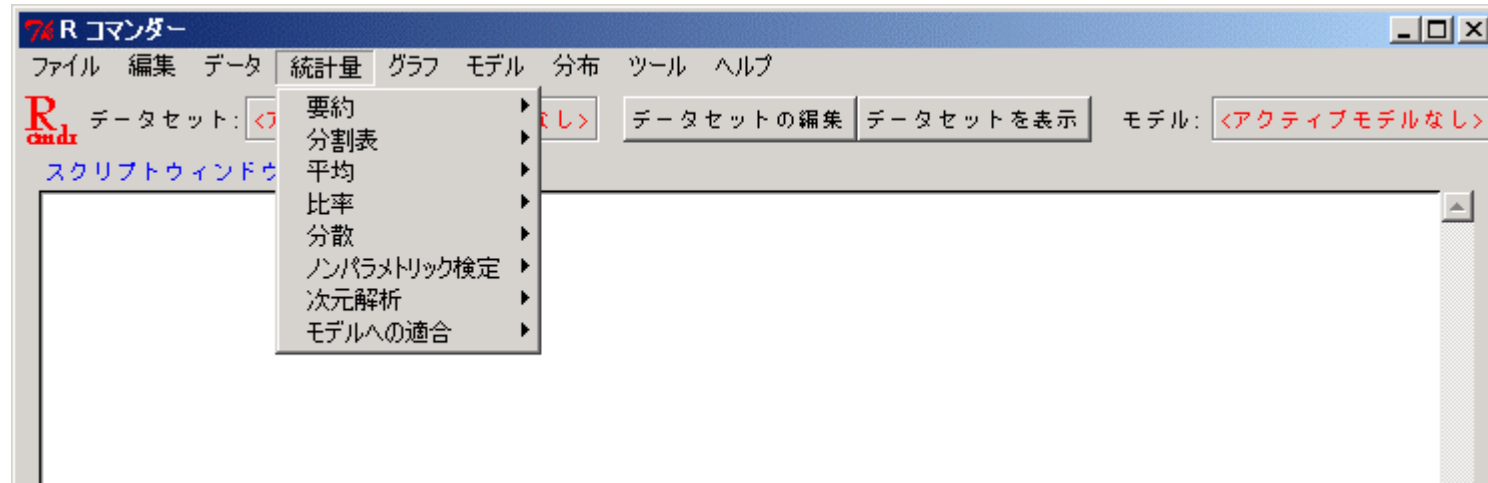 R コマンダー
ファイル 編集 データ 統計量 グラフ モデル 分布 ツール ヘルプ
R cmdr データセット: <ア なし> データセットの編集 データセットを表示 モデル: <アクティブモデルなし>
スクリプトウィンドウ
要約
分割表
平均
比率
分散
ノンパラメトリック検定
次元解析
モデルへの適合